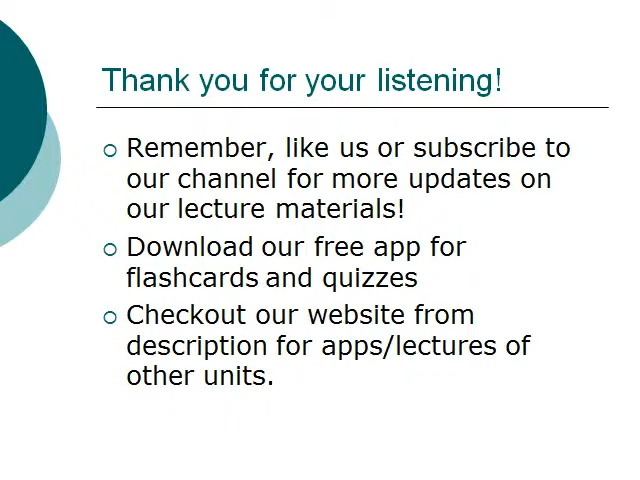 Thank you for your listening!
Remember, like us or subscribe to
our channel for more updates on
our lecture materials!
Download our free app for
flashcards and quizzes
Checkout our website from
description for apps/lectures of
other units.